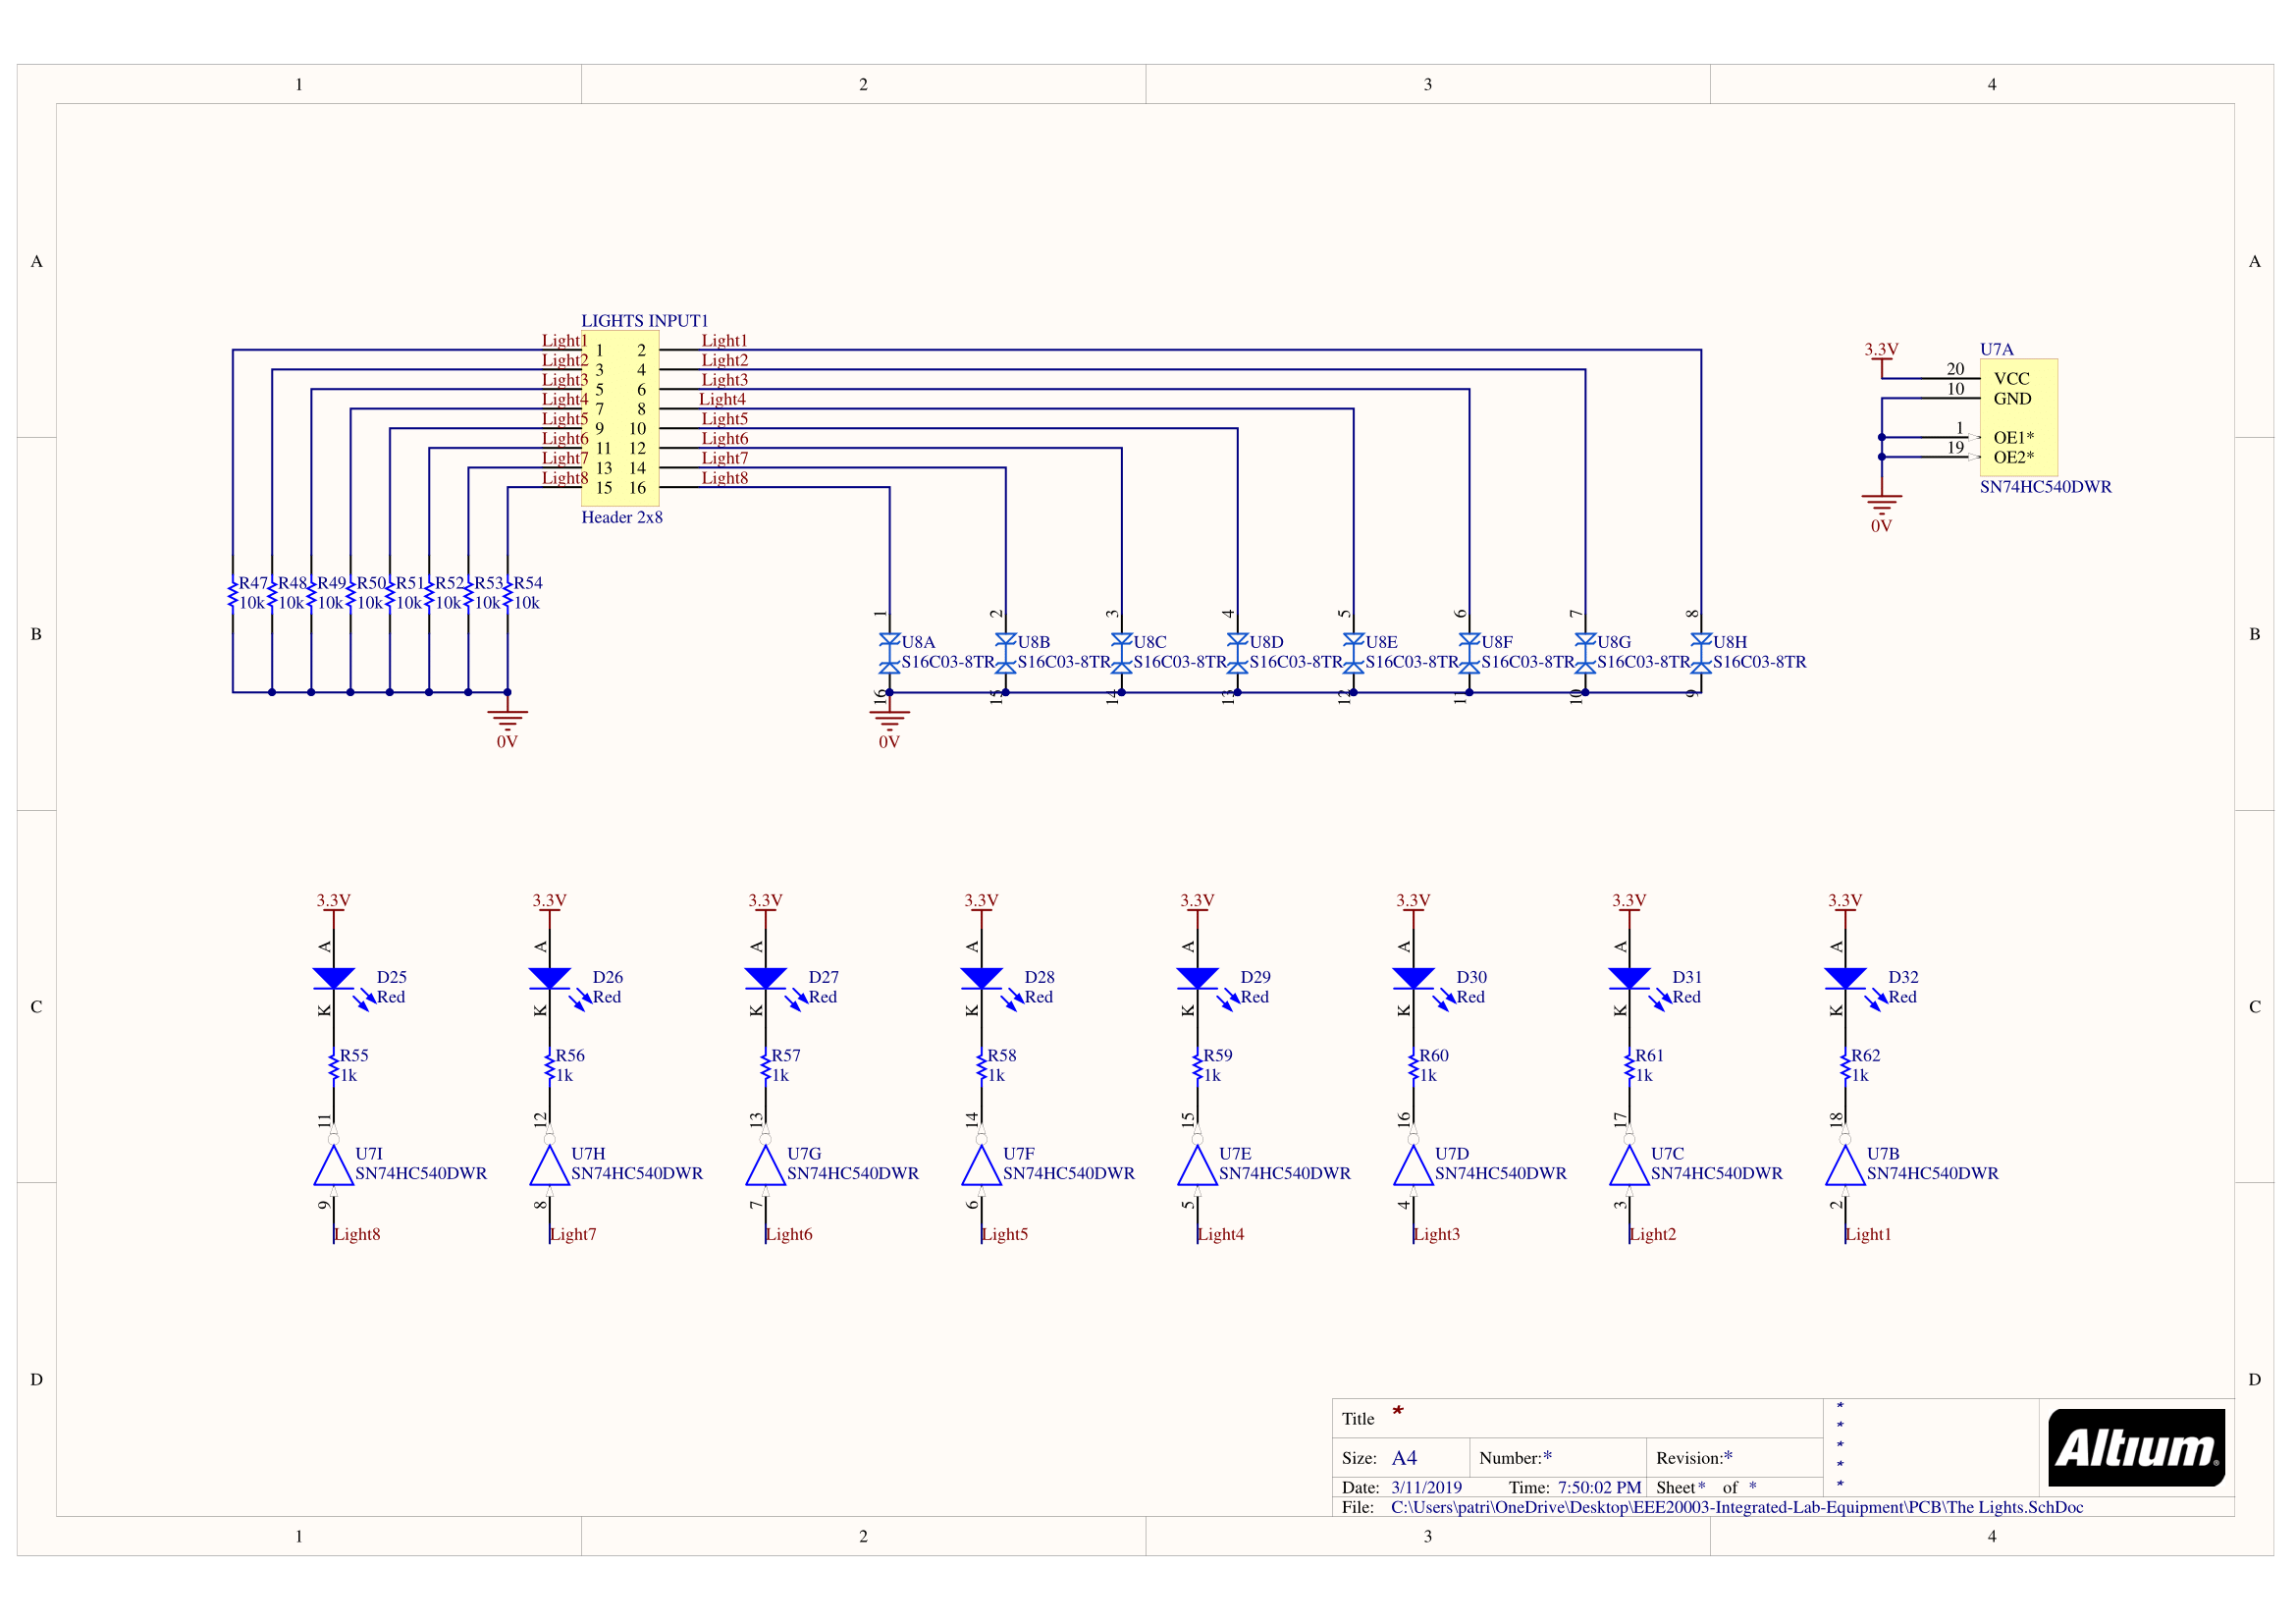 1 2 3 4
A A
LIGHTS INPUT1
Light1 1 2 Light1
Light2 3 4 Light2
Light3 5 6 Light3
Light4 7 8 Light4
Light5 9 10 Light5
Light6 11 12 Light6
Light7 13 14 Light7
Light8 15 16 Light8
Header 2x8
3.3V U7A
20 VCC
10 GND
1 OE1*
19 OE2*
SN74HC540DWR
0V
R47 R48 R49 R50 R51 R52 R53 R54
10k 10k 10k 10k 10k 10k 10k 10k
1 2 3 4 5 6 7 8
B B
U8A U8B U8C U8D U8E U8F U8G U8H
S16C03-8TR S16C03-8TR S16C03-8TR S16C03-8TR S16C03-8TR S16C03-8TR S16C03-8TR S16C03-8TR
16 15 14 13 12 11 10 9
0V 0V
3.3V 3.3V 3.3V 3.3V 3.3V 3.3V 3.3V 3.3V
A A A A A A A A
D25 D26 D27 D28 D29 D30 D31 D32
Red Red Red Red Red Red Red Red
C C
K K K K K K K K
R55 R56 R57 R58 R59 R60 R61 R62
1k 1k 1k 1k 1k 1k 1k 1k
11 12 13 14 15 16 17 18
U7I U7H U7G U7F U7E U7D U7C U7B
SN74HC540DWR SN74HC540DWR SN74HC540DWR SN74HC540DWR SN74HC540DWR SN74HC540DWR SN74HC540DWR SN74HC540DWR
9 8 7 6 5 4 3 2
Light8 Light7 Light6 Light5 Light4 Light3 Light2 Light1
D D
Title *
Size: A4 Number:* Revision:*
Date: 3/11/2019 Time: 7:50:02 PM Sheet * of *
File: C:\Users\patri\OneDrive\Desktop\EEE20003-Integrated-Lab-Equipment\PCB\The Lights.SchDoc
*
*
*
*
*
Altium®
1 2 3 4